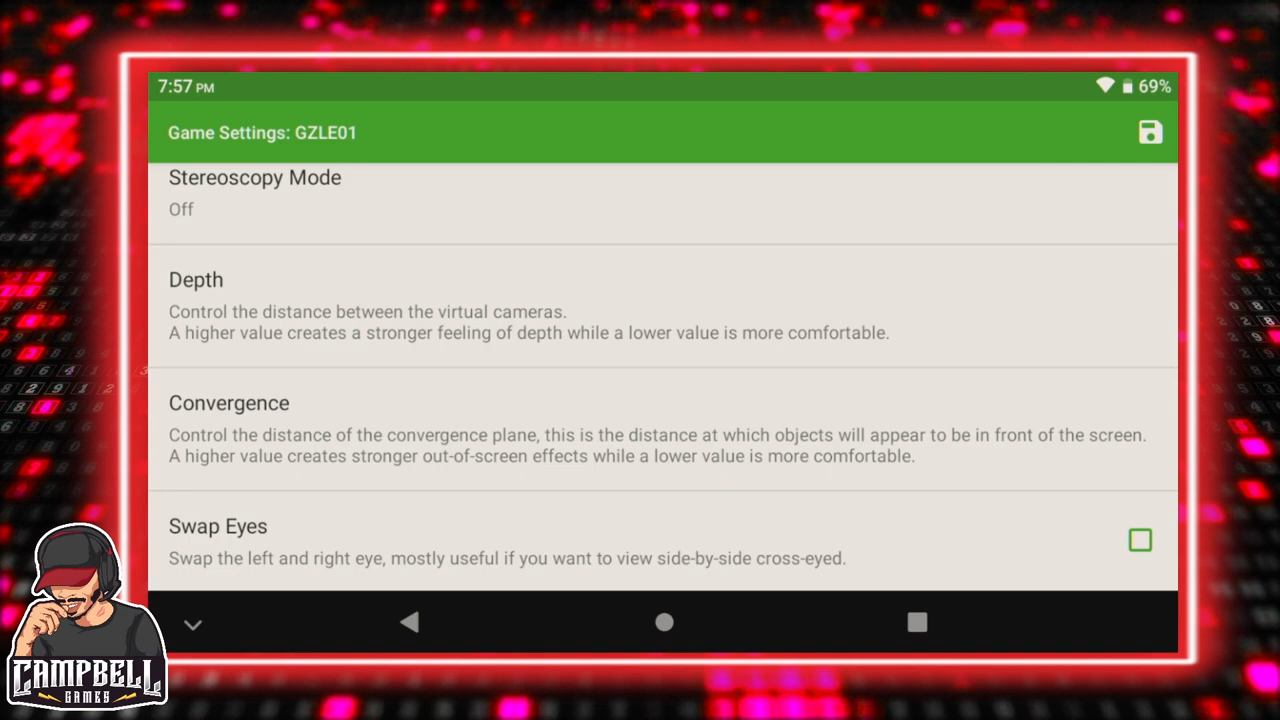 7:57 PM
69%
Game Settings: GZLE01
Stereoscopy Mode
Off
Depth
Control the distance between the virtual cameras.
A higher value creates a stronger feeling of depth while a lower value is more comfortable.
Convergence
Control the distance of the convergence plane, this is the distance at which objects will appear to be in front of the screen.
A higher value creates stronger out-of-screen effects while a lower value is more comfortable.
Swap Eyes
Swap the left and right eye, mostly useful if you want to view side-by-side cross-eyed.
CAMPBELL
GAMES